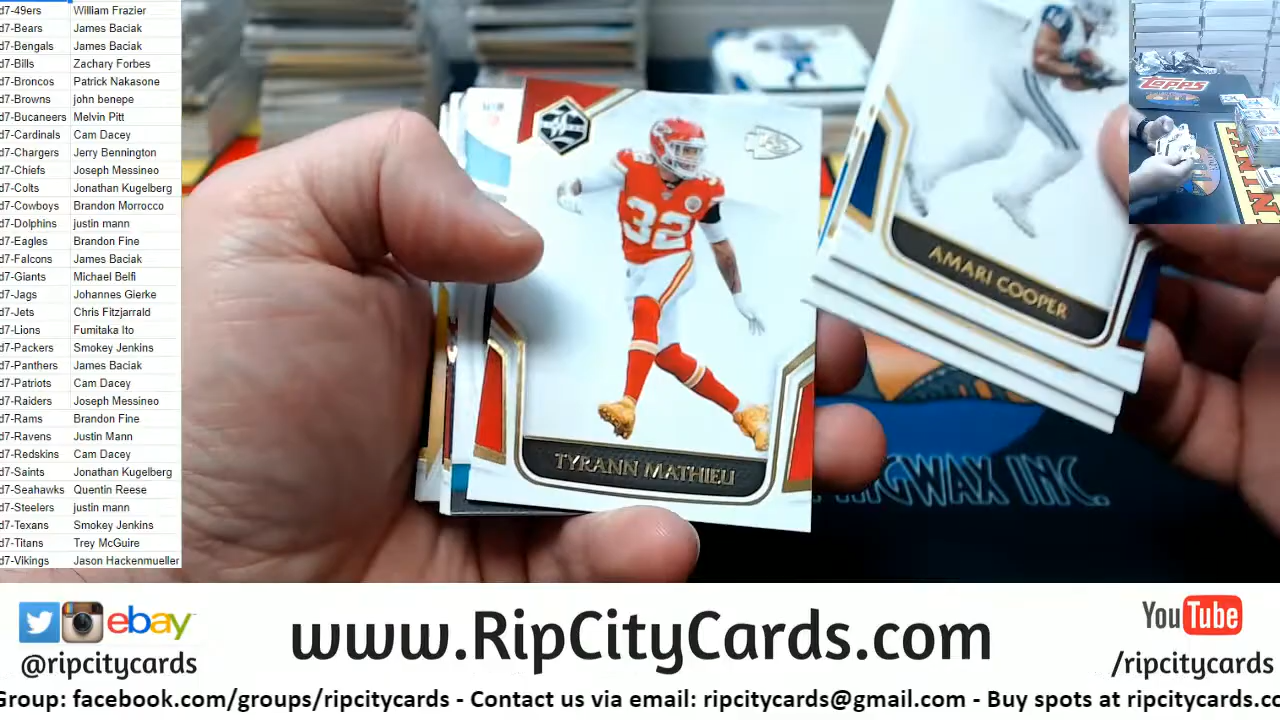 d7-49ers William Frazier
d7-Bears James Baciak
d7-Bengals James Baciak
d7-Bills Zachary Forbes
d7-Broncos Patrick Nakasone
d7-Browns john benepe
d7-Bucaneers Melvin Pitt
d7-Cardinals Cam Dacey
d7-Chargers Jerry Bennington
d7-Chiefs Joseph Messineo
d7-Colts Jonathan Kugelberg
d7-Cowboys Brandon Morrocco
d7-Dolphins justin mann
d7-Eagles Brandon Fine
d7-Falcons James Baciak
d7-Giants Michael Belfi
d7-Jags Johannes Gierke
d7-Jets Chris Fitzjarrald
d7-Lions Fumitaka Ito
d7-Packers Smokey Jenkins
d7-Panthers James Baciak
d7-Patriots Cam Dacey
d7-Raiders Joseph Messineo
d7-Rams Brandon Fine
d7-Ravens Justin Mann
d7-Redskins Cam Dacey
d7-Saints Jonathan Kugelberg
d7-Seahawks Quentin Reese
d7-Steelers justin mann
d7-Texans Smokey Jenkins
d7-Titans Trey McGuire
d7-Vikings Jason Hackenmueller
32
TYRANN MATHIEU
AMARI COOPER
TOPPS
WAX INC.
ebay
@ripcitycards
www.RipCityCards.com
YouTube
/ripcitycards
Group: facebook.com/groups/ripcitycards - Contact us via email: ripcitycards@gmail.com - Buy spots at ripcitycards.co